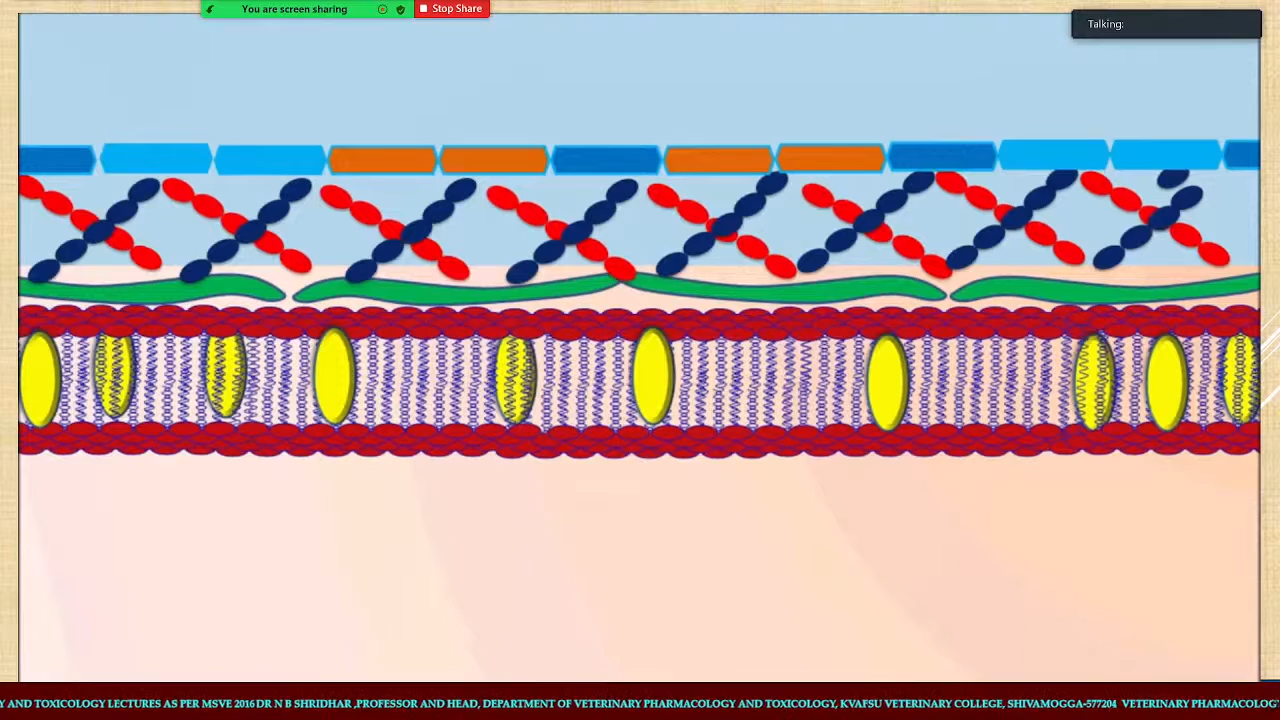 You are screen sharing
Stop Share
Talking:
Y AND TOXICOLOGY LECTURES AS PER MSVE 2016 DR N B SHRIDHAR ,PROFESSOR AND HEAD, DEPARTMENT OF VETERINARY PHARMACOLOGY AND TOXICOLOGY, KVAFSU VETERINARY COLLEGE, SHIVAMOGGA-577204 VETERINARY PHARMACOLOG